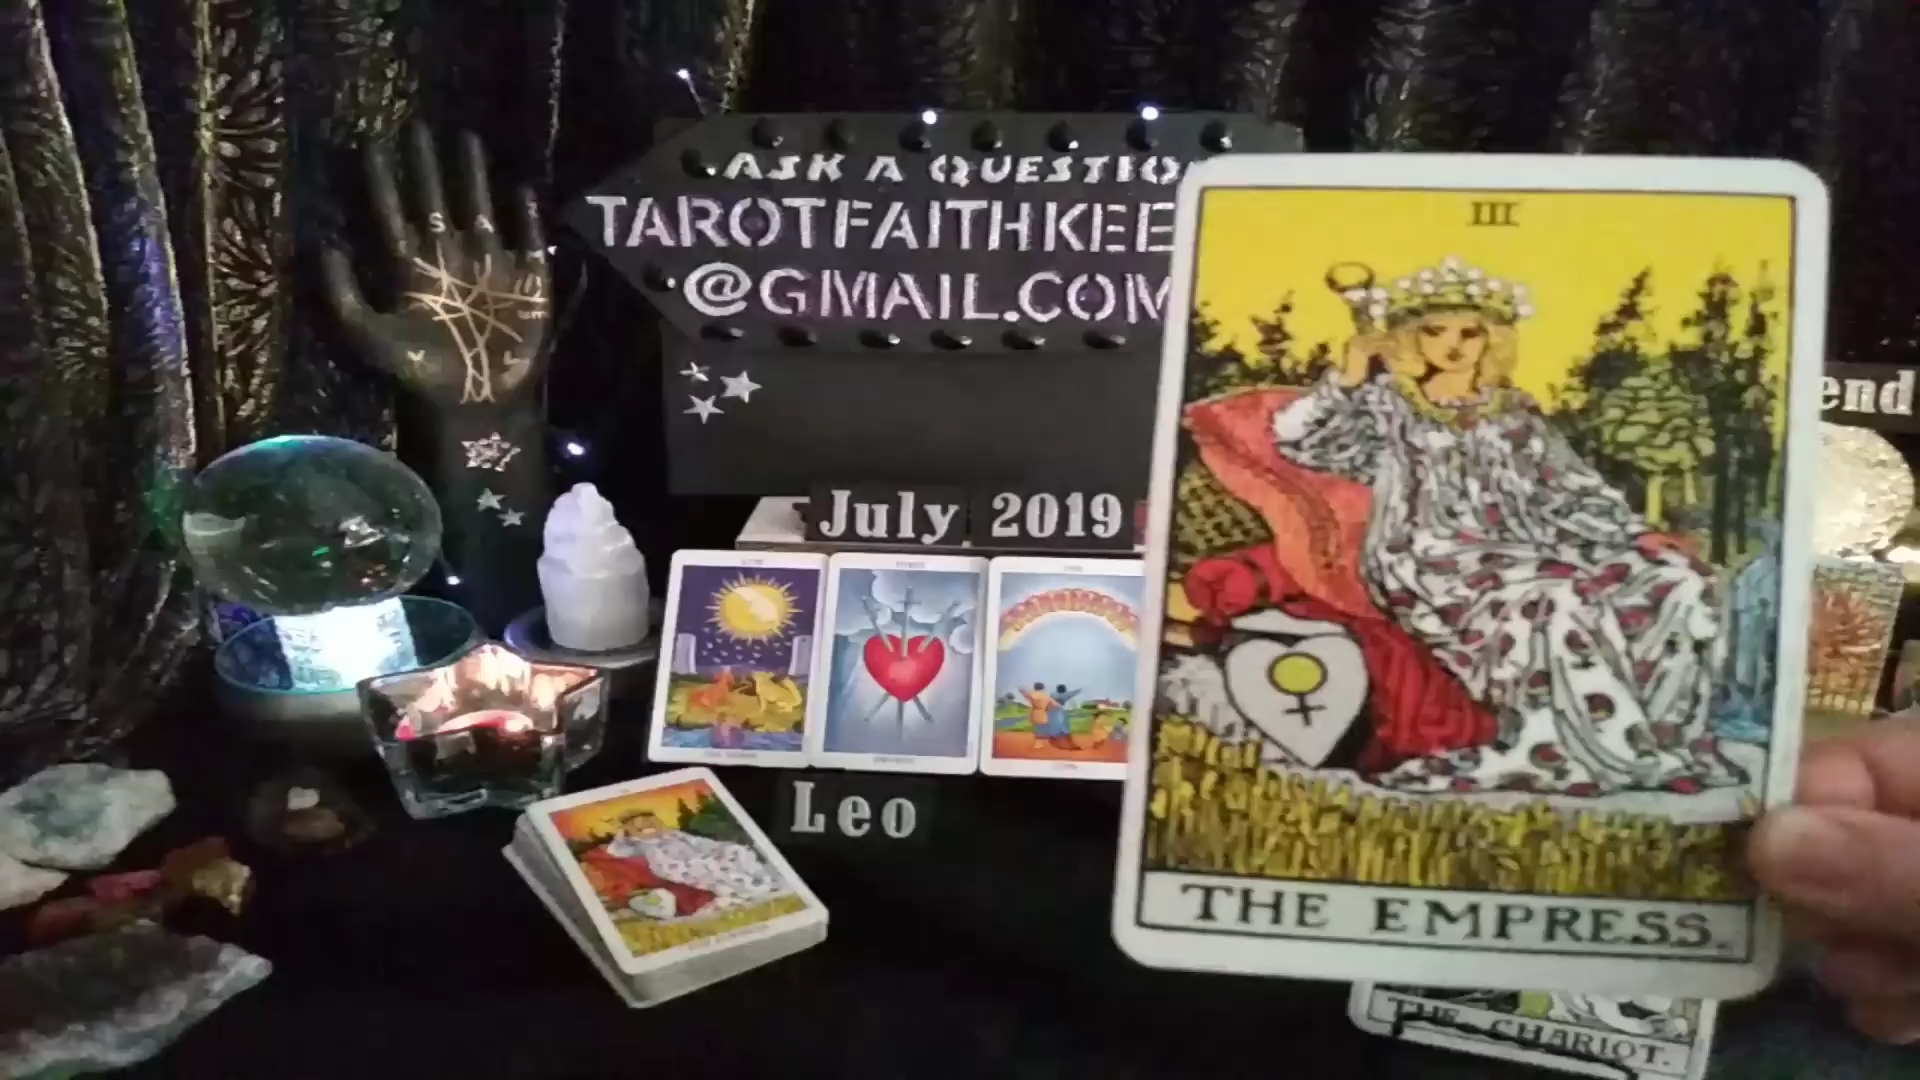 ASK A QUESTIO
TAROTFAITHKEE
@GMAIL.COM
end
July 2019
Leo
III
THE EMPRESS.
THE CHARIOT.